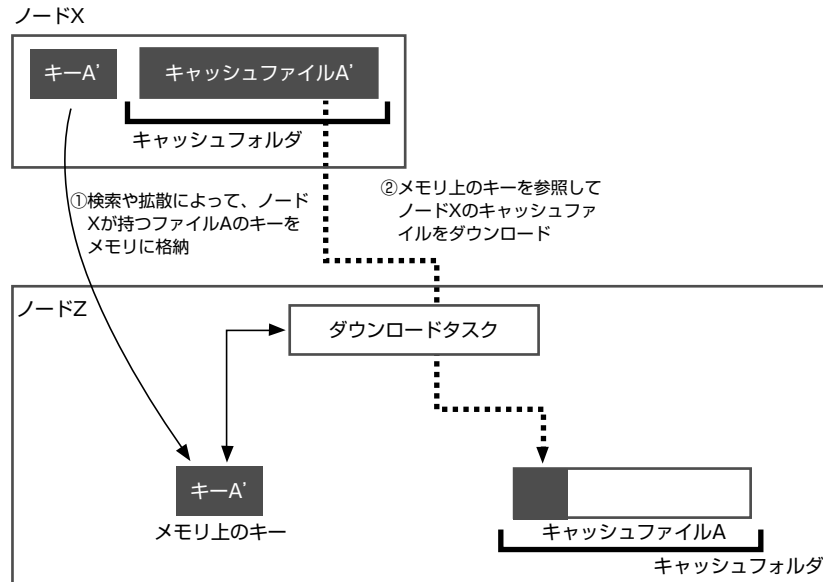 ノードX
キーA’
キャッシュファイルA’
キャッシュフォルダ
①検索や拡散によって、ノード
Xが持つファイルAのキーを
メモリに格納
②メモリ上のキーを参照して
ノードXのキャッシュファ
イルをダウンロード
ノードZ
ダウンロードタスク
キーA’
メモリ上のキー
キャッシュファイルA
キャッシュフォルダ